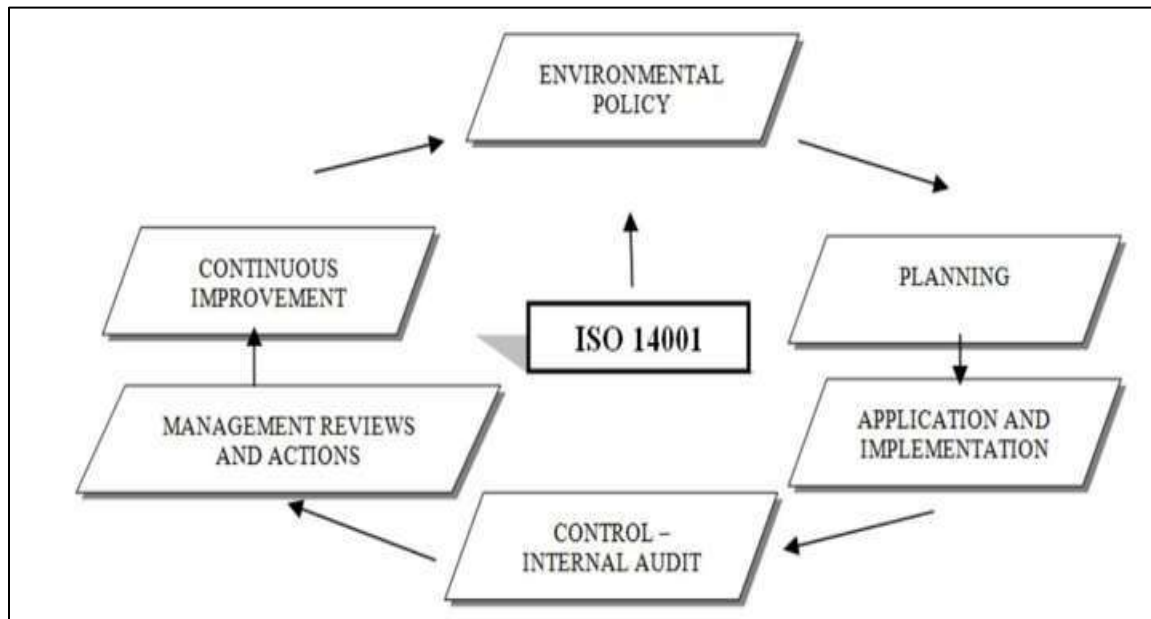 ENVIRONMENTAL
POLICY
PLANNING
APPLICATION AND
IMPLEMENTATION
CONTROL –
INTERNAL AUDIT
MANAGEMENT REVIEWS
AND ACTIONS
CONTINUOUS
IMPROVEMENT
ISO 14001